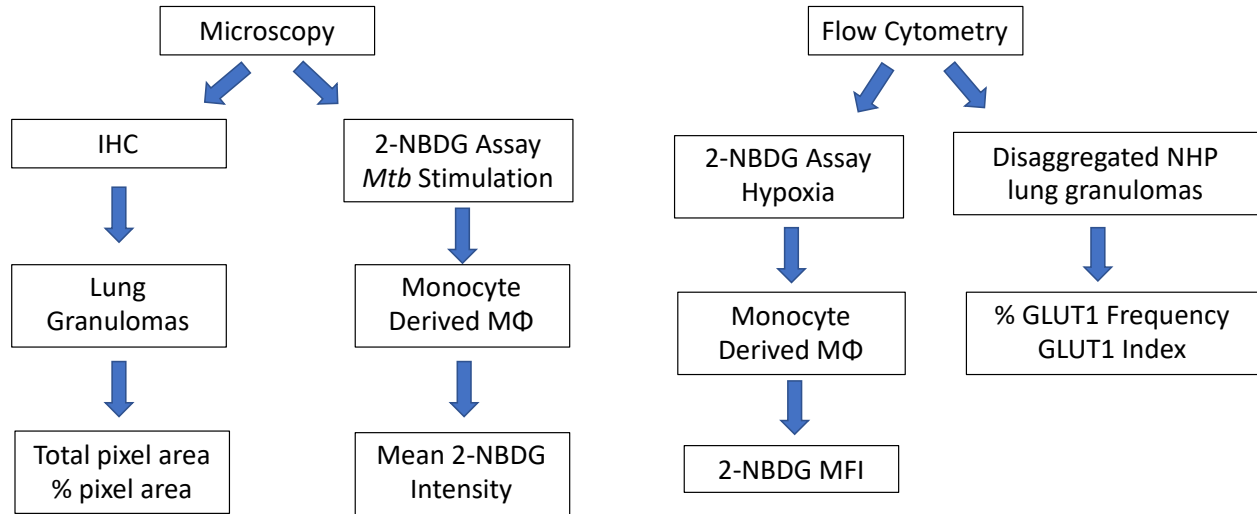 Microscopy
IHC
Lung
Granulomas
Total pixel area
% pixel area
2-NBDG Assay
Mtb Stimulation
Monocyte
Derived MΦ
Mean 2-NBDG
Intensity
Flow Cytometry
2-NBDG Assay
Hypoxia
Monocyte
Derived MΦ
2-NBDG MFI
Disaggregated NHP
lung granulomas
% GLUT1 Frequency
GLUT1 Index